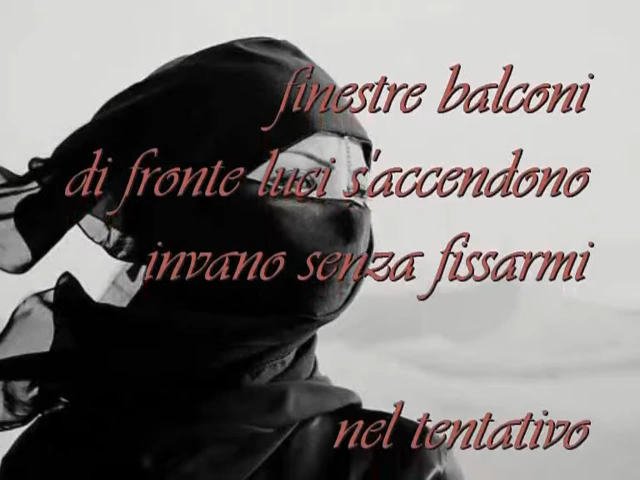 finestre balconi
di fronte luci s'accendono
invano senza fissarmi
nel tentativo